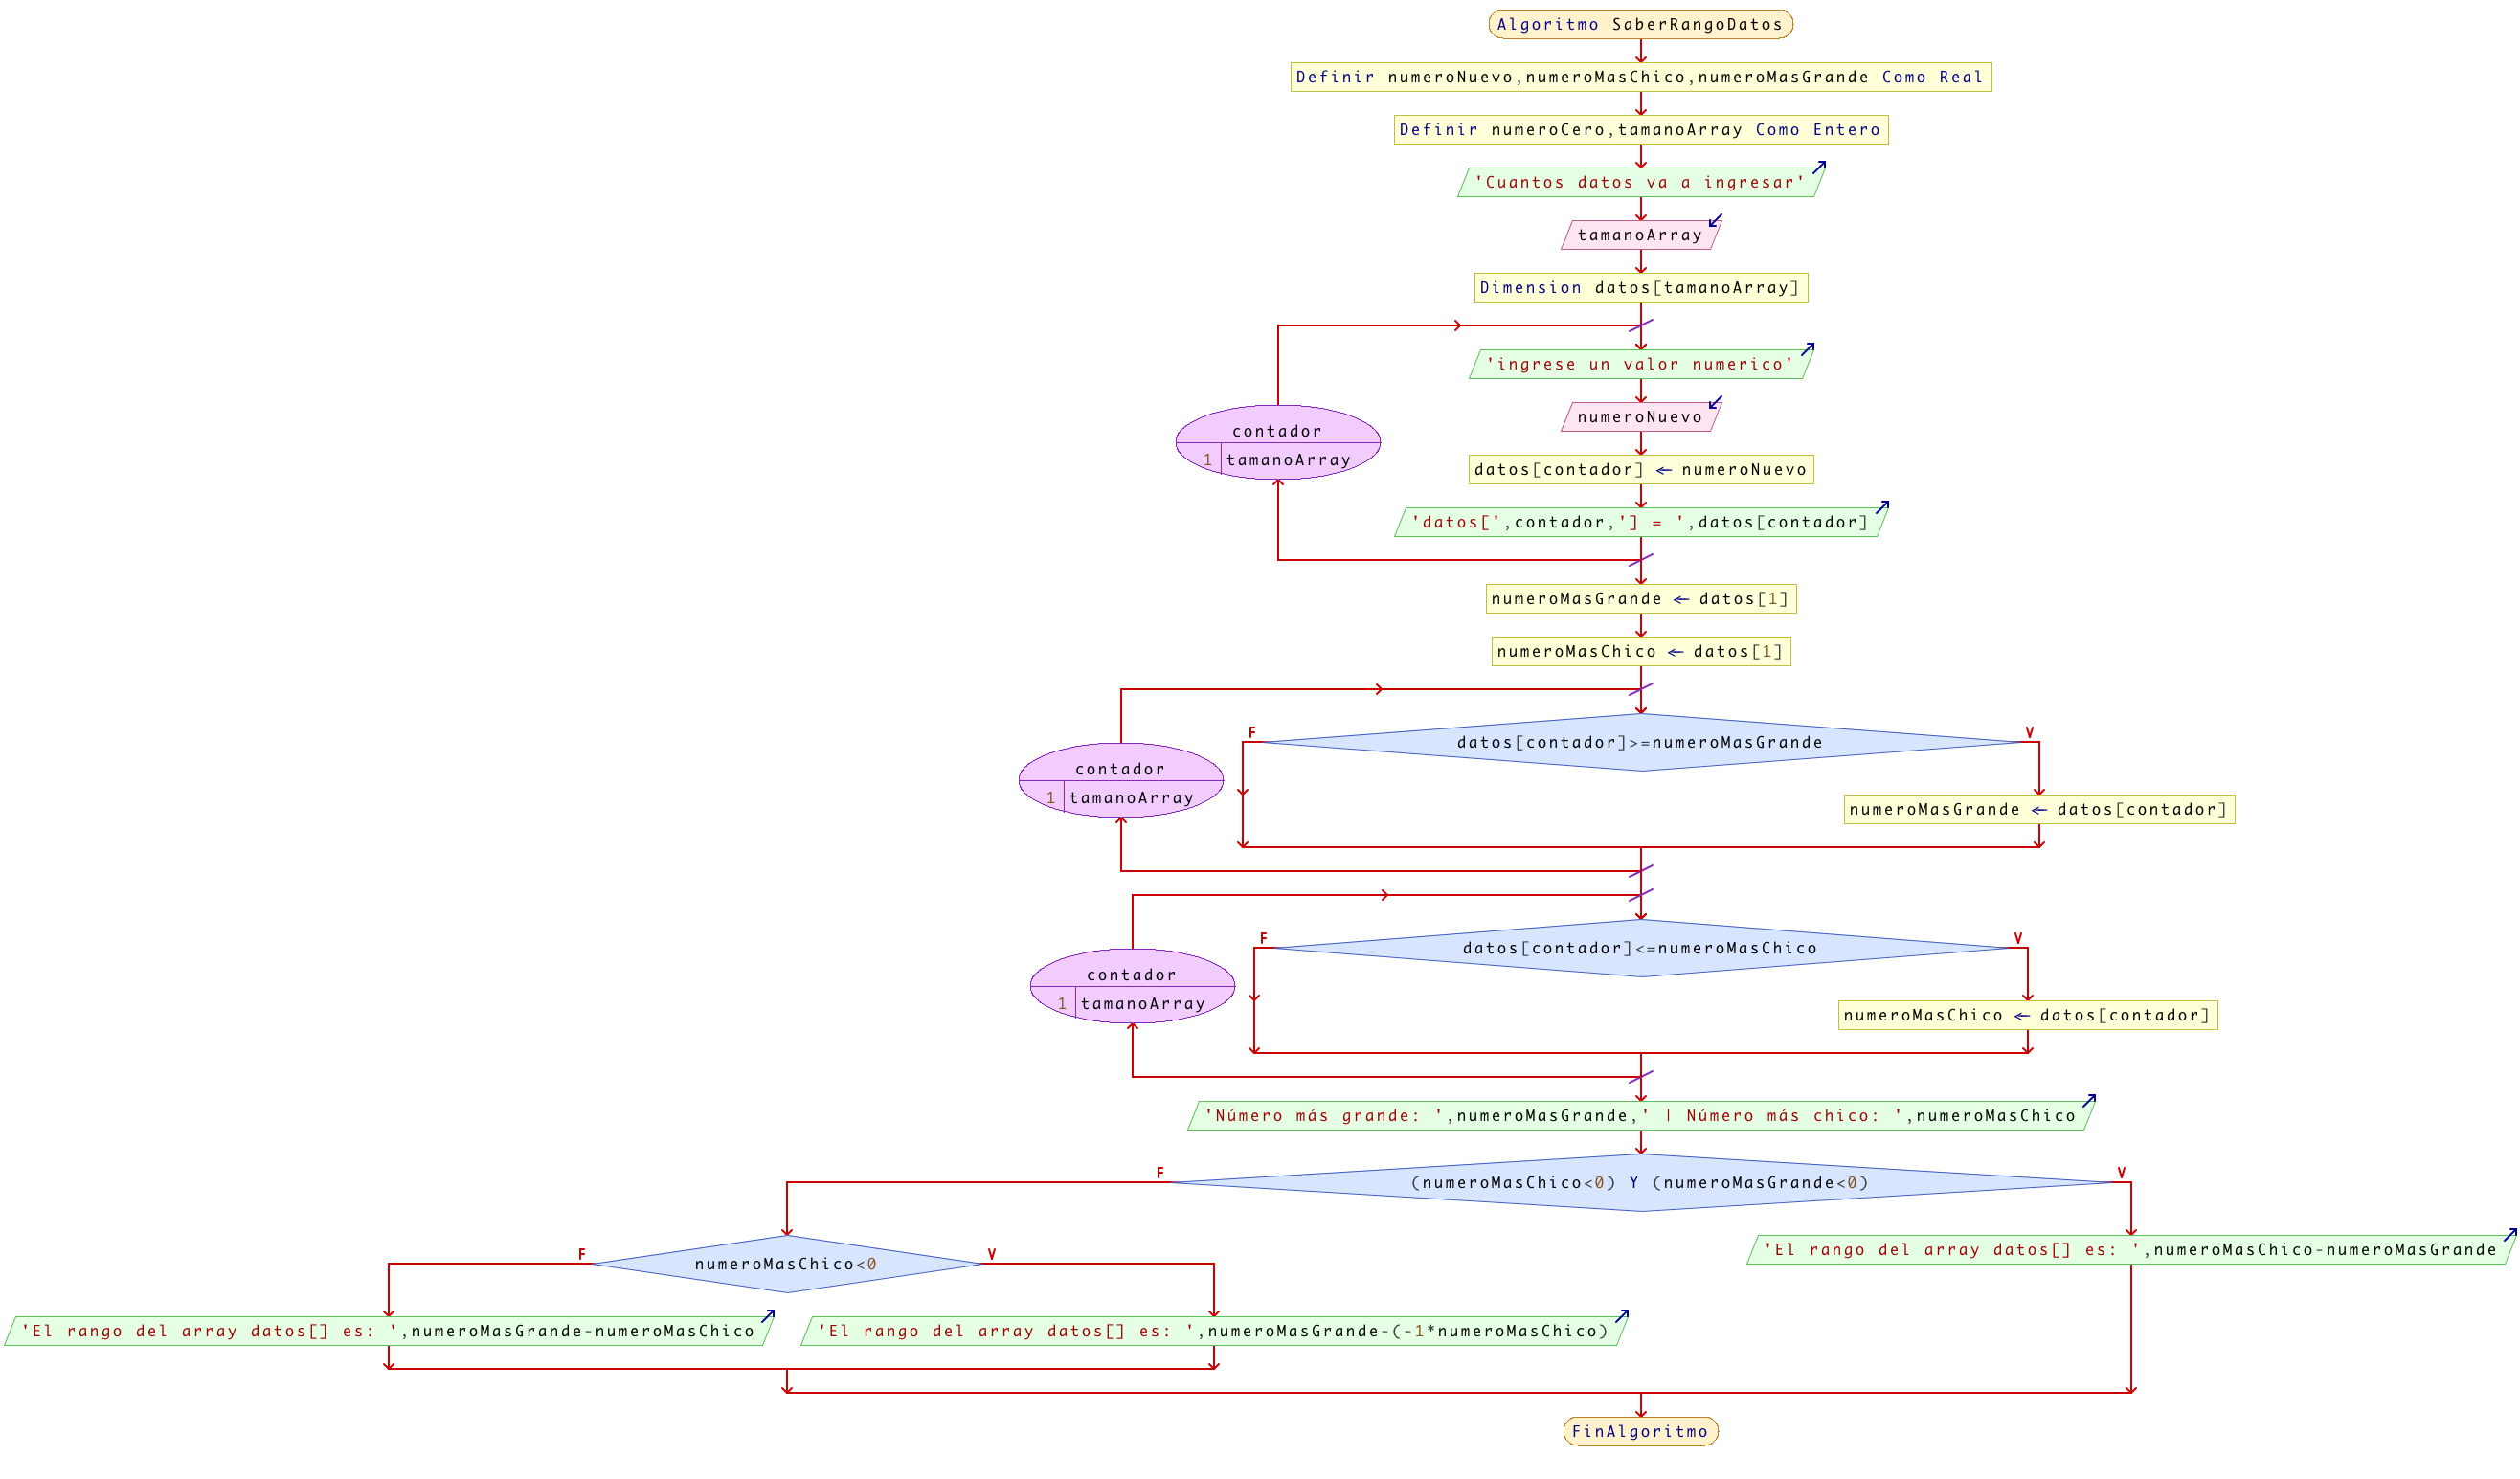 Algoritmo SaberRangoDatos
Definir numeroNuevo,numeroMasChico,numeroMasGrande Como Real
Definir numeroCero,tamanoArray Como Entero
'Cuantos datos va a ingresar'
tamanoArray
Dimension datos[tamanoArray]
'ingrese un valor numerico'
numeroNuevo
contador
1 tamanoArray
datos[contador] ← numeroNuevo
'datos[',contador,'] = ',datos[contador]
numeroMasGrande ← datos[1]
numeroMasChico ← datos[1]
F
V
datos[contador]>=numeroMasGrande
contador
1 tamanoArray
numeroMasGrande ← datos[contador]
F
V
datos[contador]<=numeroMasChico
contador
1 tamanoArray
numeroMasChico ← datos[contador]
'Número más grande: ',numeroMasGrande,' | Número más chico: ',numeroMasChico
F
V
(numeroMasChico<0) Y (numeroMasGrande<0)
'El rango del array datos[] es: ',numeroMasChico-numeroMasGrande
F
V
numeroMasChico<0
'El rango del array datos[] es: ',numeroMasGrande-numeroMasChico
'El rango del array datos[] es: ',numeroMasGrande-(-1*numeroMasChico)
FinAlgoritmo